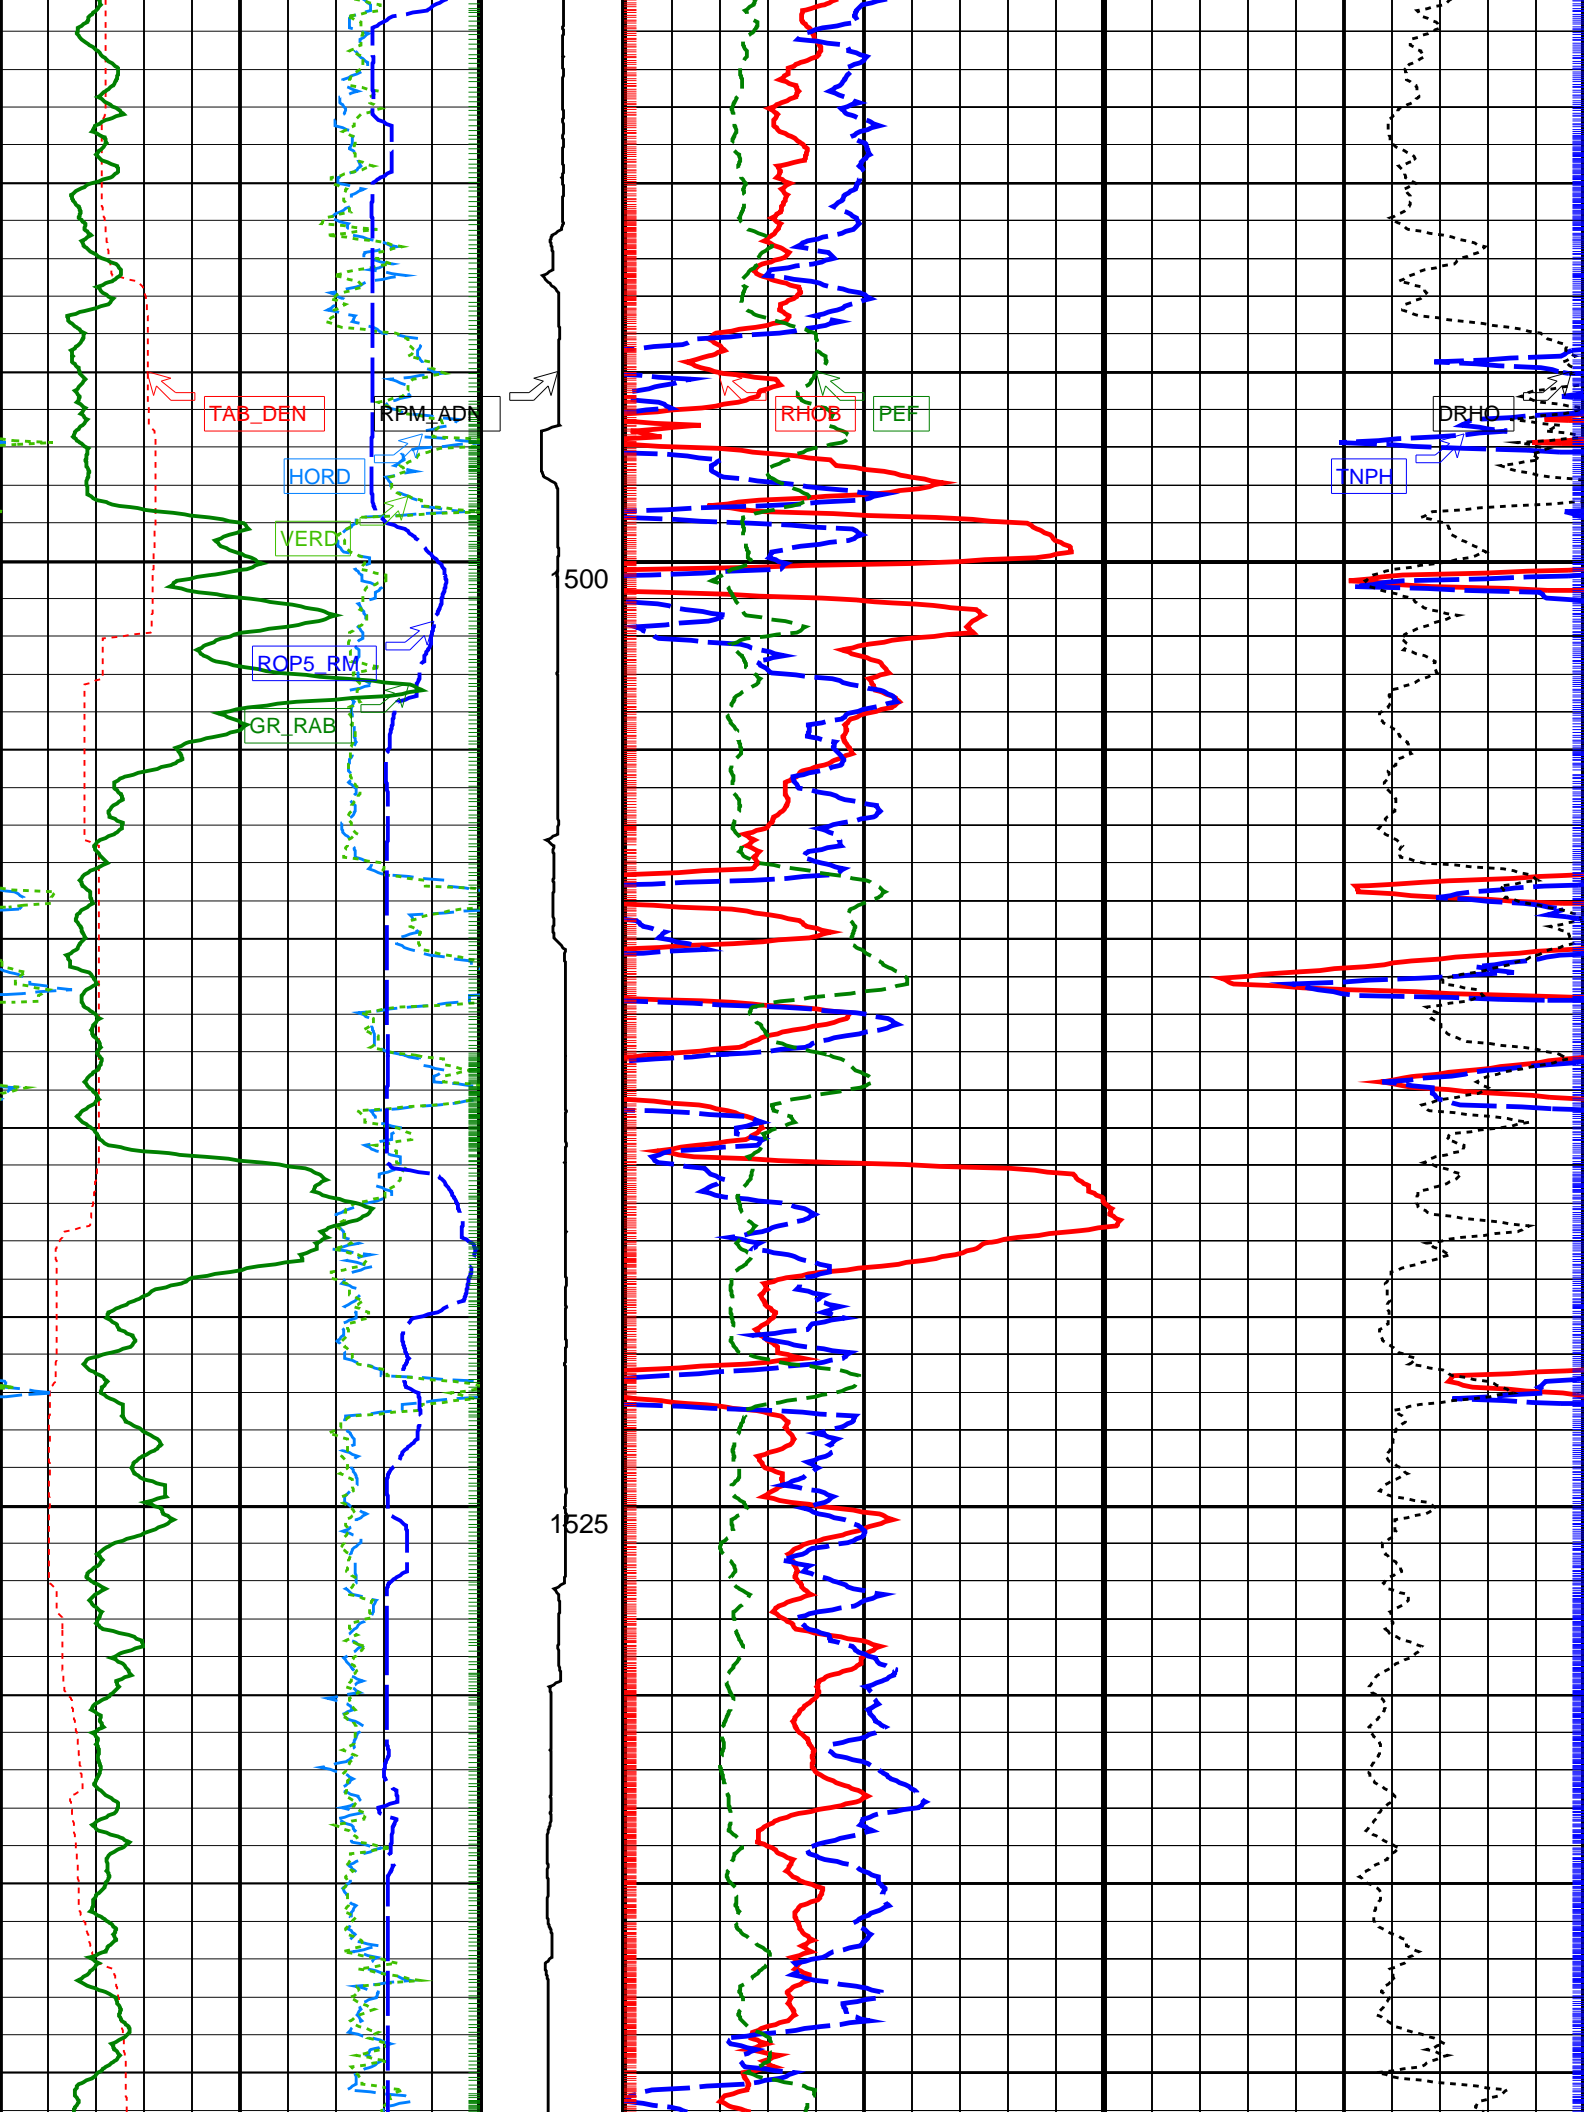 TAB_DEN
RPM_ADN
RHOB
PEF
DRHO
HORD
TNPH
VERD
500
ROP5_RM
GR_RAB
1525